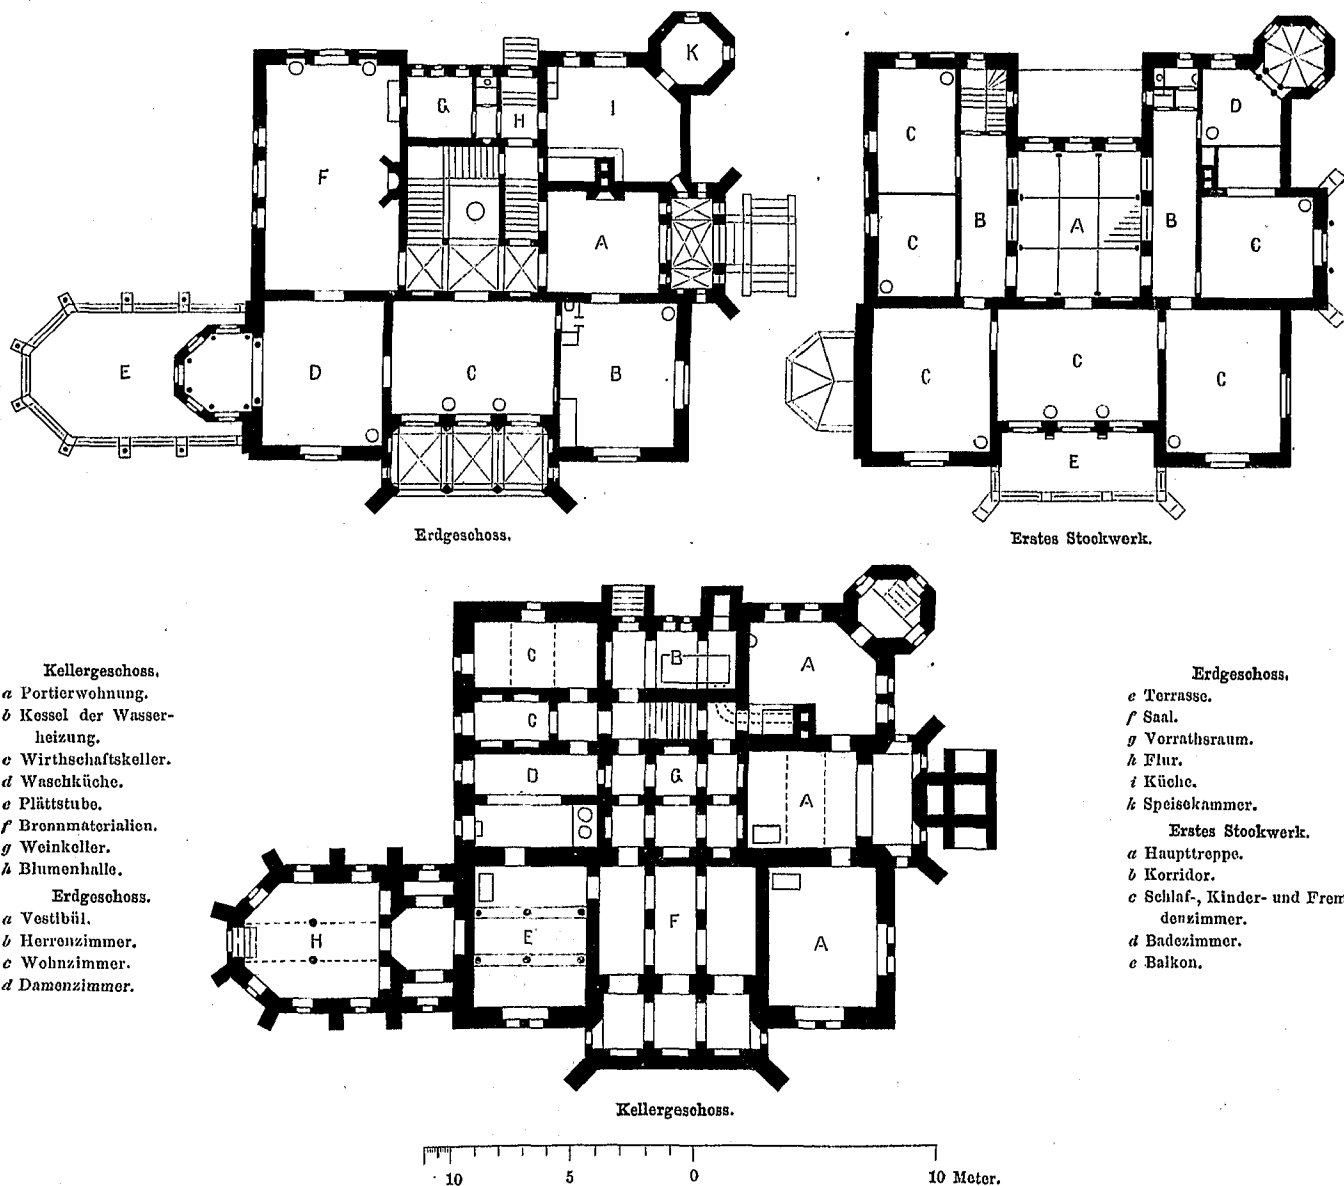 K
G
H
I
F
A
E
D
C
B
Erdgeschoss.
D
C
B
A
B
C
C
C
C
C
E
Erstes Stockwerk.
C
B
A
C
D
G
A
H
E
F
A
Kellergeschoss.
Kellergeschoss.
a Portierwohnung.
b Kessel der Wasser-
heizung.
c Wirthschaftskeller.
d Waschküche.
e Plättstube.
f Brennmaterialien.
g Weinkeller.
h Blumenhalle.
Erdgeschoss.
a Vestibül.
b Herrenzimmer.
c Wohnzimmer.
d Damenzimmer.
Erdgeschoss.
e Terrasse.
f Saal.
g Vorrathsraum.
h Flur.
i Küche.
k Speisekammer.
Erstes Stockwerk.
a Haupttreppe.
b Korridor.
c Schlaf-, Kinder- und Frem
denzimmer.
d Badezimmer.
e Balkon.
10 5 0 10 Meter.